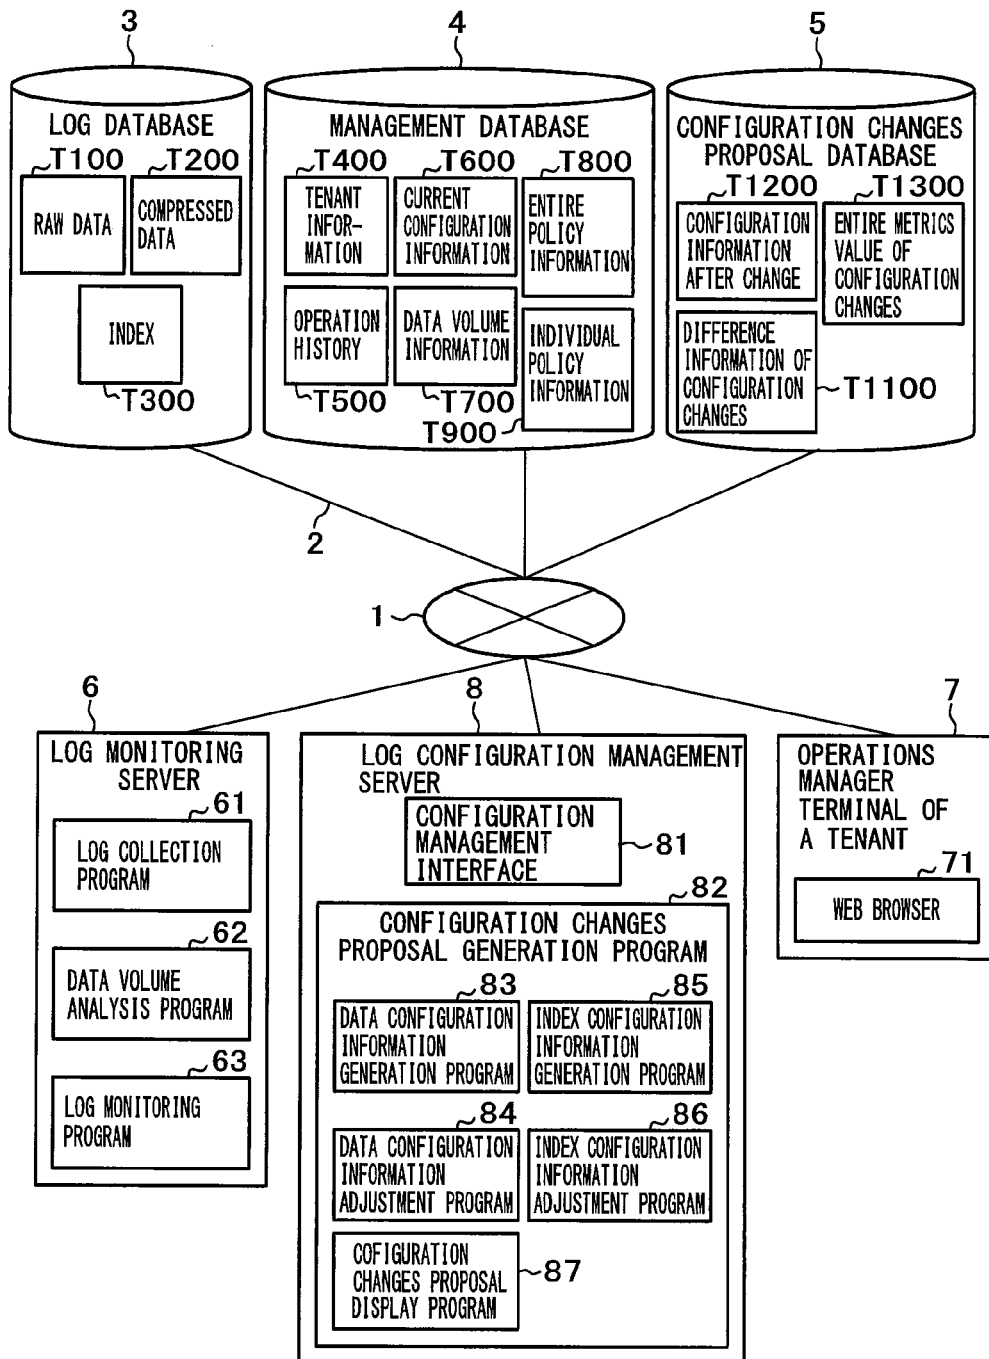 3
4
5
LOG DATABASE
T100
T200
RAW DATA
COMPRESSED
DATA
INDEX
T300
MANAGEMENT DATABASE
T400
T600
T800
TENANT
INFOR-
MATION
CURRENT
CONFIGURATION
INFORMATION
ENTIRE
POLICY
INFORMATION
OPERATION
HISTORY
DATA VOLUME
INFORMATION
INDIVIDUAL
POLICY
INFORMATION
T500
T700
T900
CONFIGURATION CHANGES
PROPOSAL DATABASE
T1200
T1300
CONFIGURATION
INFORMATION
AFTER CHANGE
ENTIRE METRICS
VALUE OF
CONFIGURATION
CHANGES
DIFFERENCE
INFORMATION OF
CONFIGURATION
CHANGES
T1100
2
1
6
LOG MONITORING
SERVER
61
LOG COLLECTION
PROGRAM
62
DATA VOLUME
ANALYSIS PROGRAM
63
LOG MONITORING
PROGRAM
8
LOG CONFIGURATION MANAGEMENT
SERVER
CONFIGURATION
MANAGEMENT
INTERFACE
81
82
CONFIGURATION CHANGES
PROPOSAL GENERATION PROGRAM
83
DATA CONFIGURATION
INFORMATION
GENERATION PROGRAM
85
INDEX CONFIGURATION
INFORMATION
GENERATION PROGRAM
84
DATA CONFIGURATION
INFORMATION
ADJUSTMENT PROGRAM
86
INDEX CONFIGURATION
INFORMATION
ADJUSTMENT PROGRAM
COFIGURATION
CHANGES PROPOSAL
DISPLAY PROGRAM
87
7
OPERATIONS
MANAGER
TERMINAL OF
A TENANT
71
WEB BROWSER